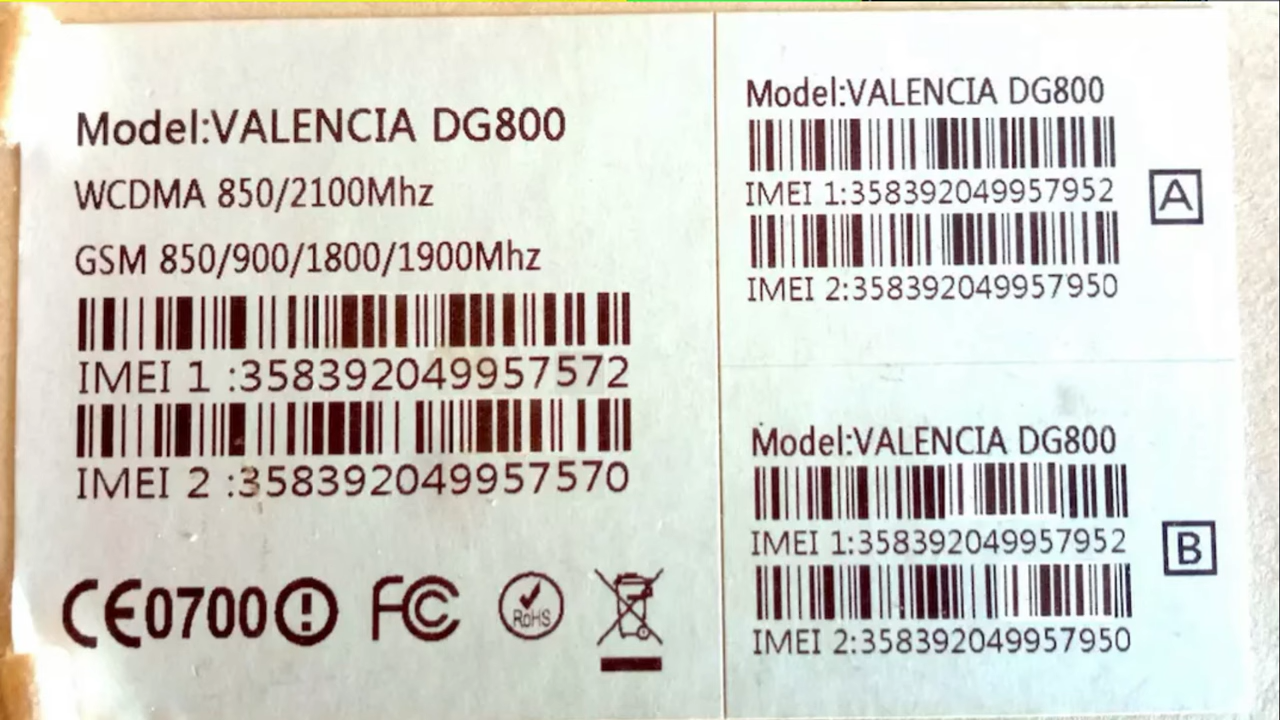 Model:VALENCIA DG800
WCDMA 850/2100Mhz
GSM 850/900/1800/1900Mhz
IMEI 1 :358392049957572
IMEI 2 :358392049957570
CE0700
FC
RoHS
Model:VALENCIA DG800
IMEI 1:358392049957952
IMEI 2:358392049957950
A
Model:VALENCIA DG800
IMEI 1:358392049957952
IMEI 2:358392049957950
B